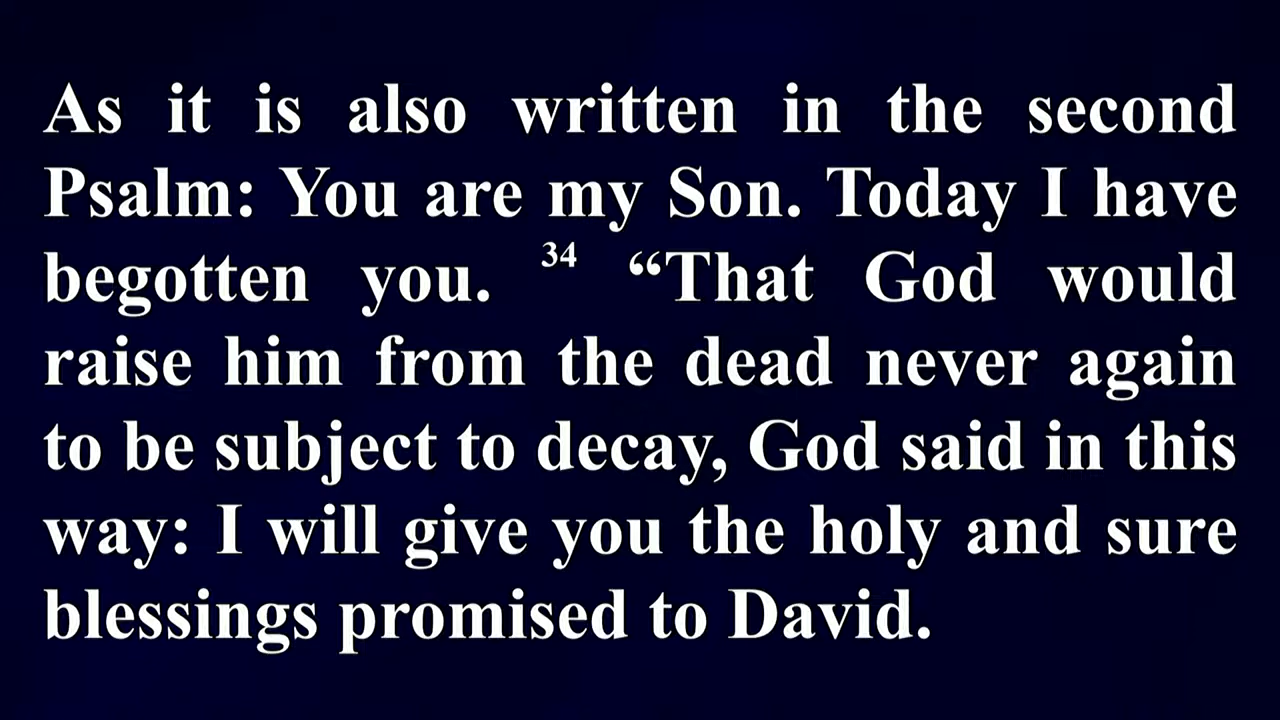 As it is also written in the second
Psalm: You are my Son. Today I have
begotten you. 34 “That God would
raise him from the dead never again
to be subject to decay, God said in this
way: I will give you the holy and sure
blessings promised to David.